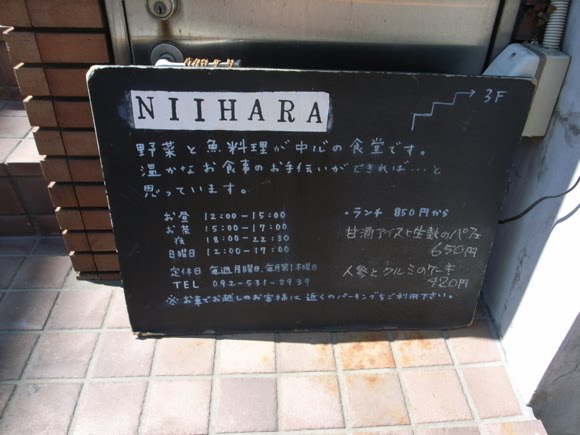 NIIHARA
3F
野菜と魚料理が中心の食堂です。
温かなお食事のお手伝いができれば…と
思っています。
お昼 12:00-15:00
お茶 15:00-17:00
夜 18:00-22:30
日曜日 12:00-17:00
定休日 毎週月曜日、毎月第1木曜日
TEL 092-531-8939
・ランチ 850円から
甘酒アイスと生麩のパフェ
650円
人参とクルミのケーキ
420円
※お車でお越しのお客様は近くのパーキングをご利用下さい。